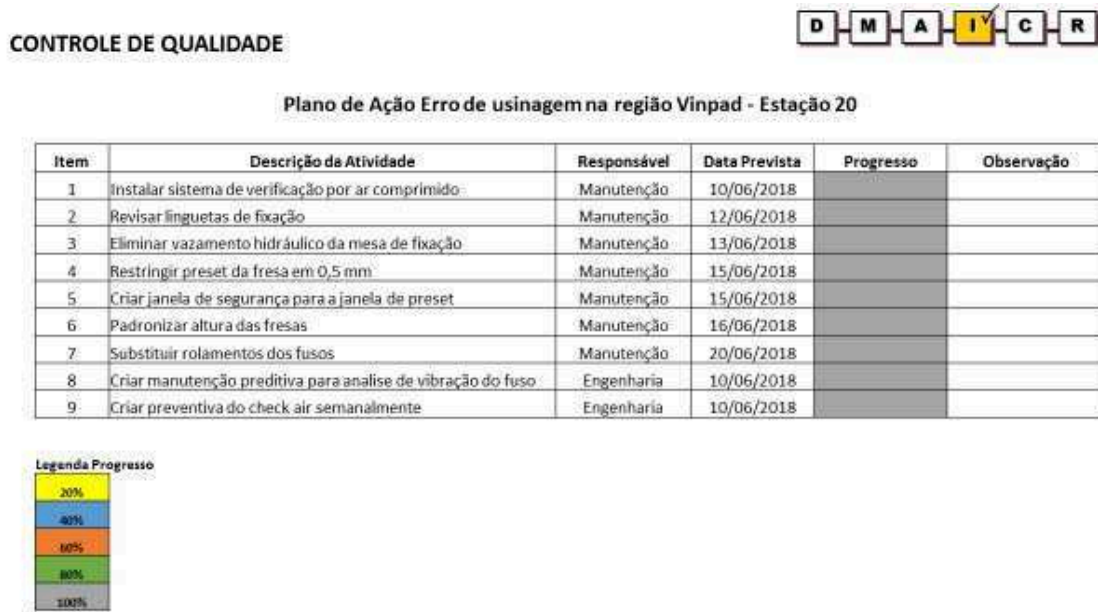 D M A I C R
CONTROLE DE QUALIDADE
Plano de Ação Erro de usinagem na região Vinpad - Estação 20
Item Descrição da Atividade Responsável Data Prevista Progresso Observação
1 Instalar sistema de verificação por ar comprimido Manutenção 10/06/2018
2 Revisar linguetas de fixação Manutenção 12/06/2018
3 Eliminar vazamento hidráulico da mesa de fixação Manutenção 13/06/2018
4 Restringir preset da fresa em 0,5 mm Manutenção 15/06/2018
5 Criar janela de segurança para a janela de preset Manutenção 15/06/2018
6 Padronizar altura das fresas Manutenção 16/06/2018
7 Substituir rolamentos dos fusos Manutenção 20/06/2018
8 Criar manutenção preditiva para analise de vibração do fuso Engenharia 10/06/2018
9 Criar preventiva do check air semanalmente Engenharia 10/06/2018
Legenda Progresso
20%
40%
60%
80%
100%